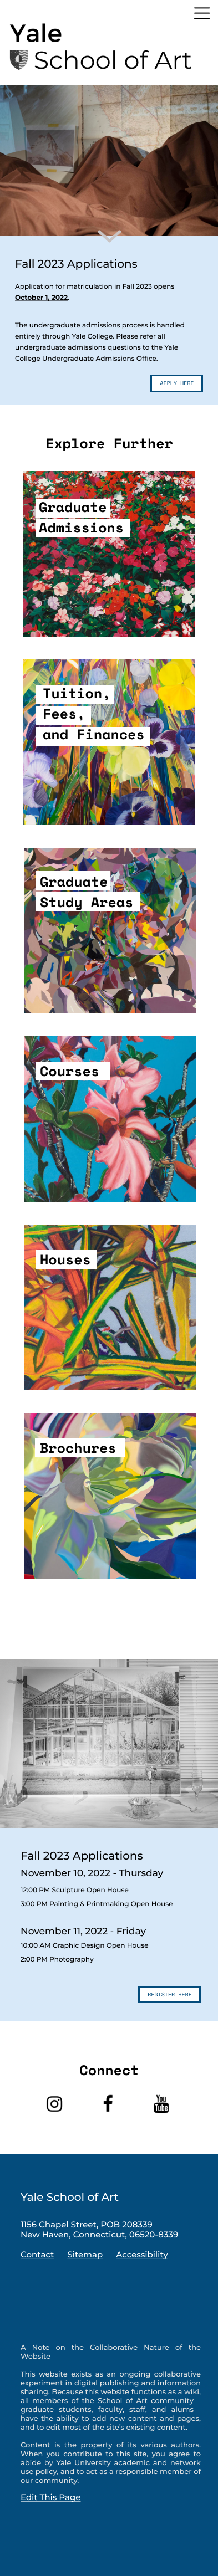 Yale
School of Art
Fall 2023 Applications
Application for matriculation in Fall 2023 opens
October 1, 2022.
The undergraduate admissions process is handled
entirely through Yale College. Please refer all
undergraduate admissions questions to the Yale
College Undergraduate Admissions Office.
APPLY HERE
Explore Further
Graduate
Admissions
Tuition,
Fees,
and Finances
Graduate
Study Areas
Courses
Houses
Brochures
Fall 2023 Applications
November 10, 2022 - Thursday
12:00 PM Sculpture Open House
3:00 PM Painting & Printmaking Open House
November 11, 2022 - Friday
10:00 AM Graphic Design Open House
2:00 PM Photography
REGISTER HERE
Connect
You
Tube
Yale School of Art
1156 Chapel Street, POB 208339
New Haven, Connecticut, 06520-8339
Contact Sitemap Accessibility
A Note on the Collaborative Nature of the
Website
This website exists as an ongoing collaborative
experiment in digital publishing and information
sharing. Because this website functions as a wiki,
all members of the School of Art community—
graduate students, faculty, staff, and alums—
have the ability to add new content and pages,
and to edit most of the site's existing content.
Content is the property of its various authors.
When you contribute to this site, you agree to
abide by Yale University academic and network
use policy, and to act as a responsible member of
our community.
Edit This Page